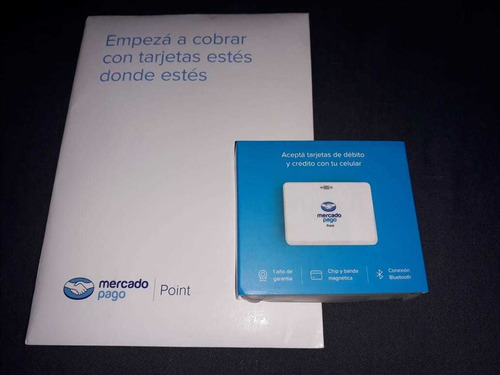 Empezá a cobrar
con tarjetas estés
donde estés
mercado
pago
Point
Aceptá tarjetas de débito
y crédito con tu celular
mercado
pago
Point
1 año de
garantía
Chip y banda
magnética
Conexión
Bluetooth